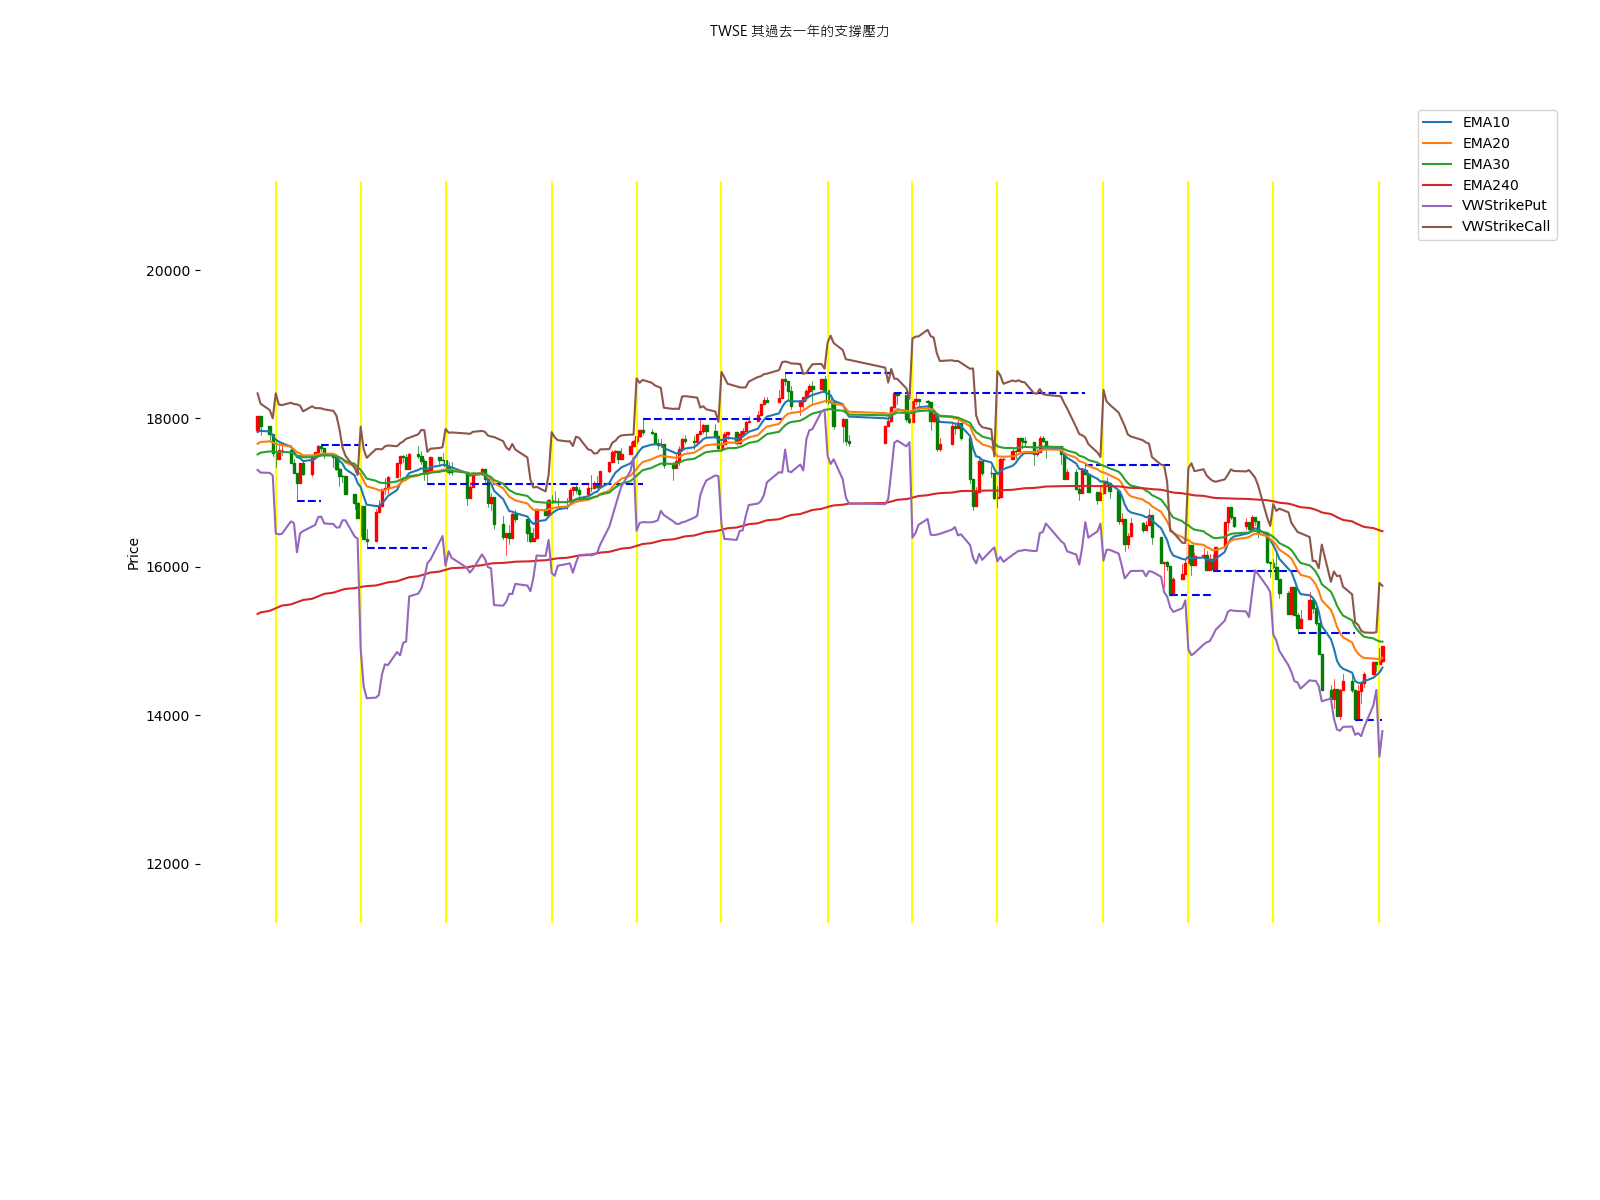 TWSE 其過去一年的支撐壓力
EMA10
EMA20
EMA30
EMA240
VWStrikePut
VWStrikeCall
20000
18000
16000
14000
12000
Price